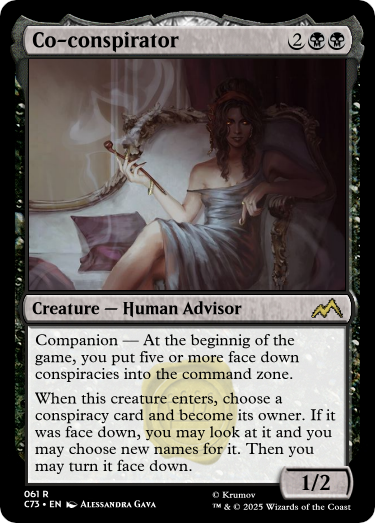 Co-conspirator
2
Creature — Human Advisor
Companion — At the beginnig of the
game, you put five or more face down
conspiracies into the command zone.
When this creature enters, choose a
conspiracy card and become its owner. If it
was face down, you may look at it and you
may choose new names for it. Then you
may turn it face down.
1/2
061 R
C73 • EN Alessandra Gava
© Krumov
™ & © 2025 Wizards of the Coast